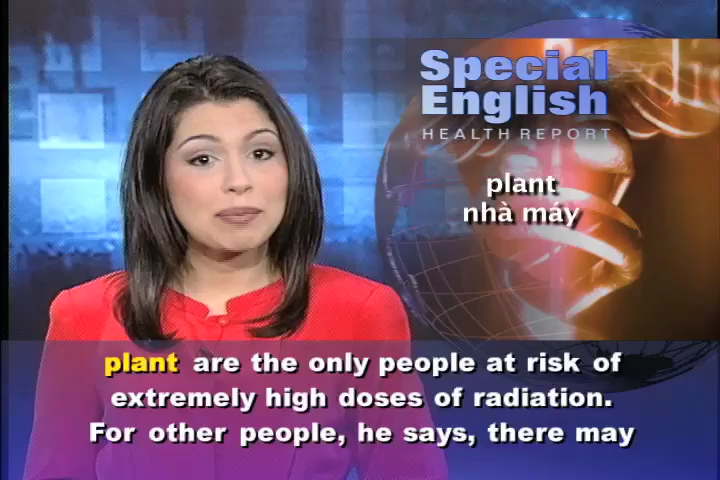 Special
English
HEALTH REPORT
plant
nhà máy
plant are the only people at risk of
extremely high doses of radiation.
For other people, he says, there may